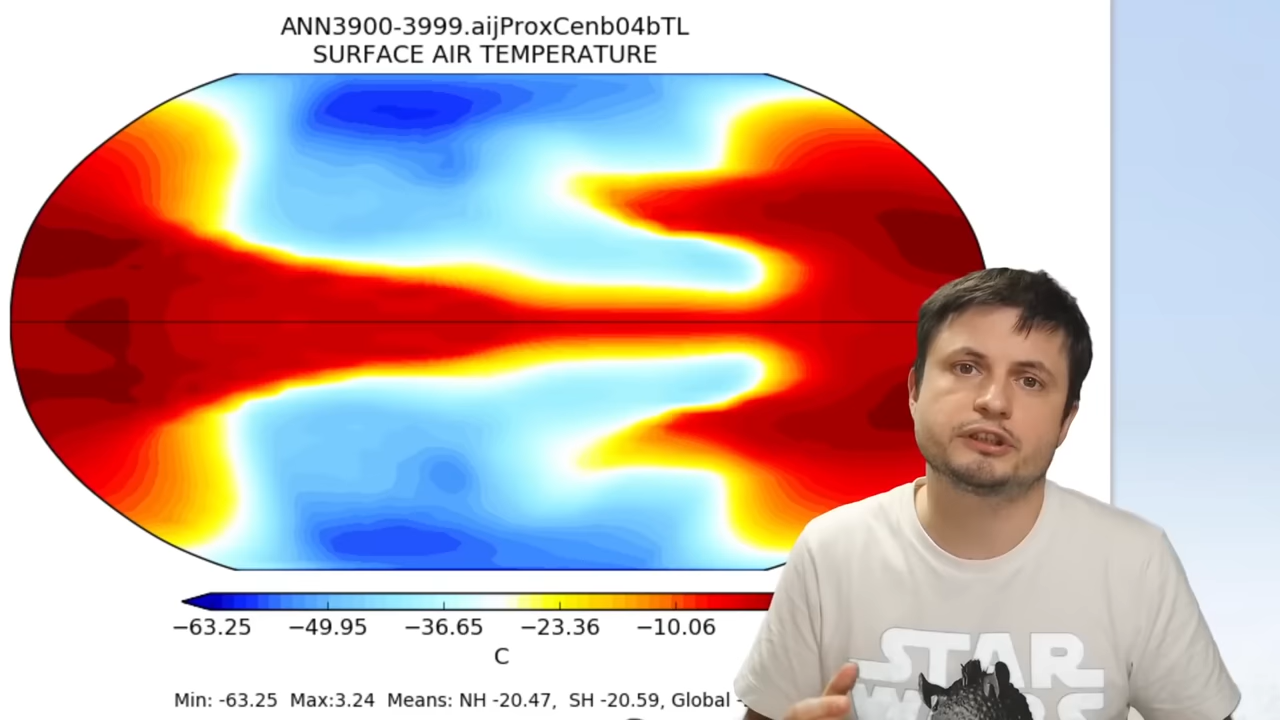 ANN3900-3999.aijProxCenb04bTL
SURFACE AIR TEMPERATURE
−63.25 −49.95 −36.65 −23.36 −10.06
C
Min: -63.25 Max:3.24 Means: NH -20.47, SH -20.59, Global
STAR
WARS